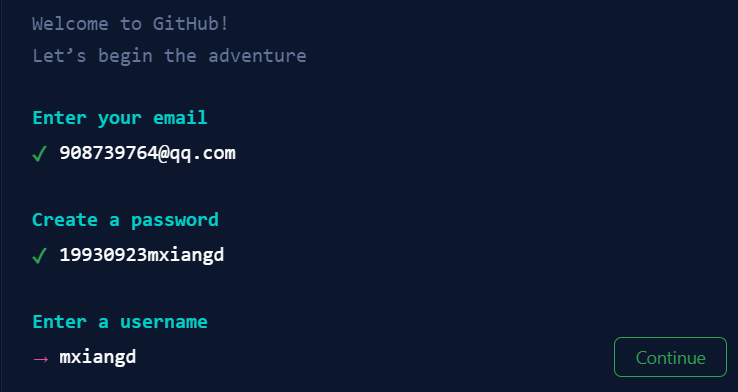 Welcome to GitHub!
Let’s begin the adventure
Enter your email
✓ 908739764@qq.com
Create a password
✓ 19930923mxiangd
Enter a username
→ mxiangd
Continue